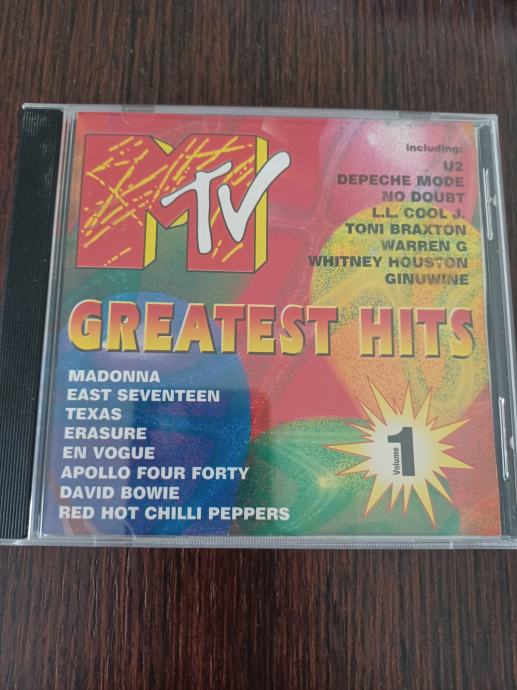 MTV
including:
U2
DEPECHE MODE
NO DOUBT
L.L. COOL J.
TONI BRAXTON
WARREN G
WHITNEY HOUSTON
GINUWINE
GREATEST HITS
MADONNA
EAST SEVENTEEN
TEXAS
ERASURE
EN VOGUE
APOLLO FOUR FORTY
DAVID BOWIE
RED HOT CHILLI PEPPERS
Volume 1